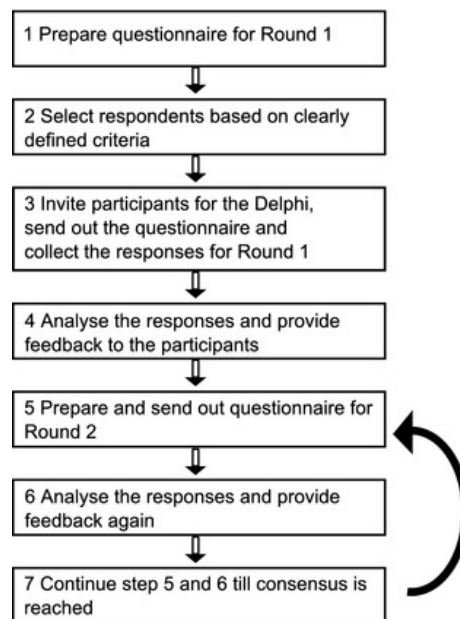 1 Prepare questionnaire for Round 1
2 Select respondents based on clearly
defined criteria
3 Invite participants for the Delphi,
send out the questionnaire and
collect the responses for Round 1
4 Analyse the responses and provide
feedback to the participants
5 Prepare and send out questionnaire for
Round 2
6 Analyse the responses and provide
feedback again
7 Continue step 5 and 6 till consensus is
reached